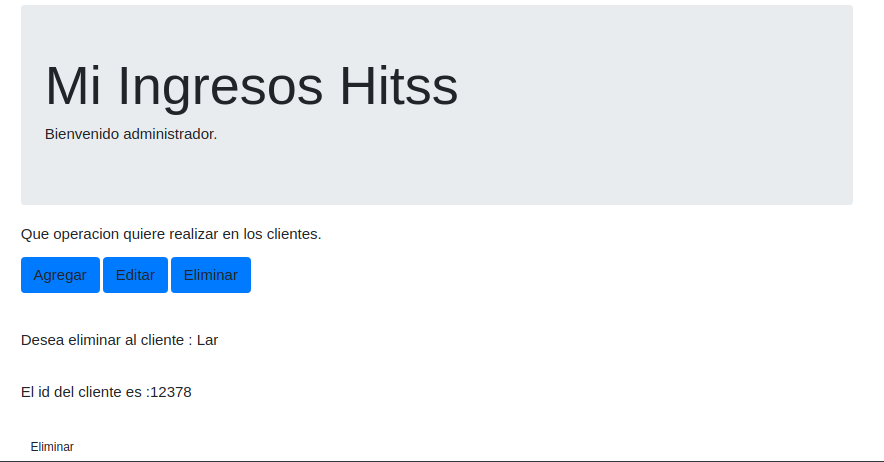 Mi Ingresos Hitss
Bienvenido administrador.
Que operacion quiere realizar en los clientes.
Agregar Editar Eliminar
Desea eliminar al cliente : Lar
El id del cliente es :12378
Eliminar